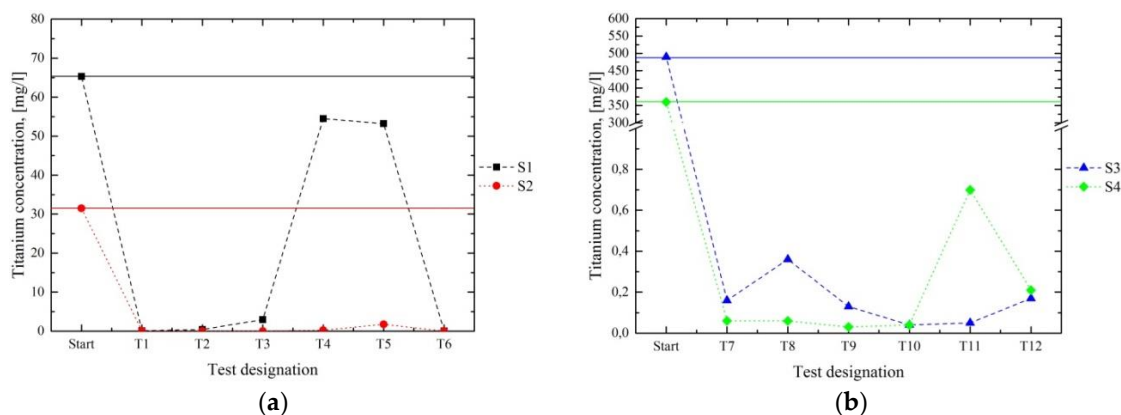 80
70
60
50
40
30
20
10
0
Titanium concentration, [mg/l]
Start T1 T2 T3 T4 T5 T6
Test designation
S1
S2
(a)
600
550
500
450
400
350
300
0,8
0,6
0,4
0,2
0,0
Titanium concentration, [mg/l]
Start T7 T8 T9 T10 T11 T12
Test designation
S3
S4
(b)